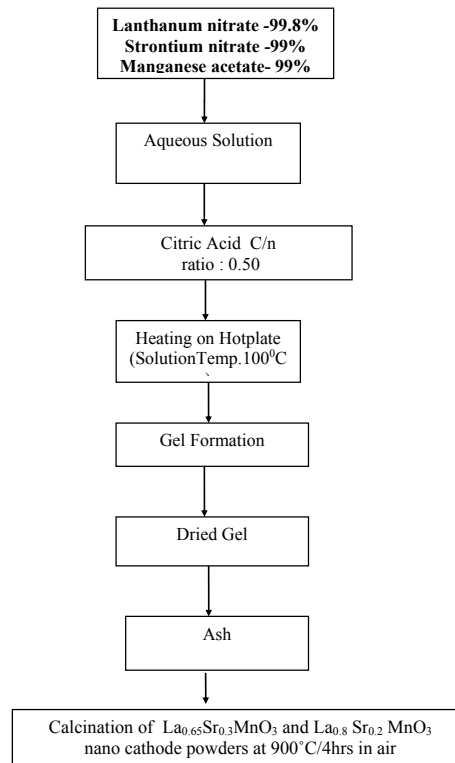 Lanthanum nitrate -99.8%
Strontium nitrate -99%
Manganese acetate- 99%
Aqueous Solution
Citric Acid C/n
ratio : 0.50
Heating on Hotplate
(SolutionTemp.100⁰C
Gel Formation
Dried Gel
Ash
Calcination of La₀.₆₅Sr₀.₃MnO₃ and La₀.₈ Sr₀.₂ MnO₃
nano cathode powders at 900˚C/4hrs in air